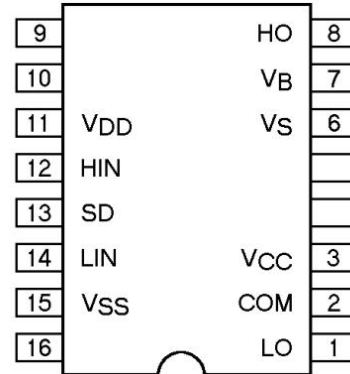 9 HO 8
10 VB 7
11 VDD VS 6
12 HIN
13 SD
14 LIN VCC 3
15 VSS COM 2
16 LO 1